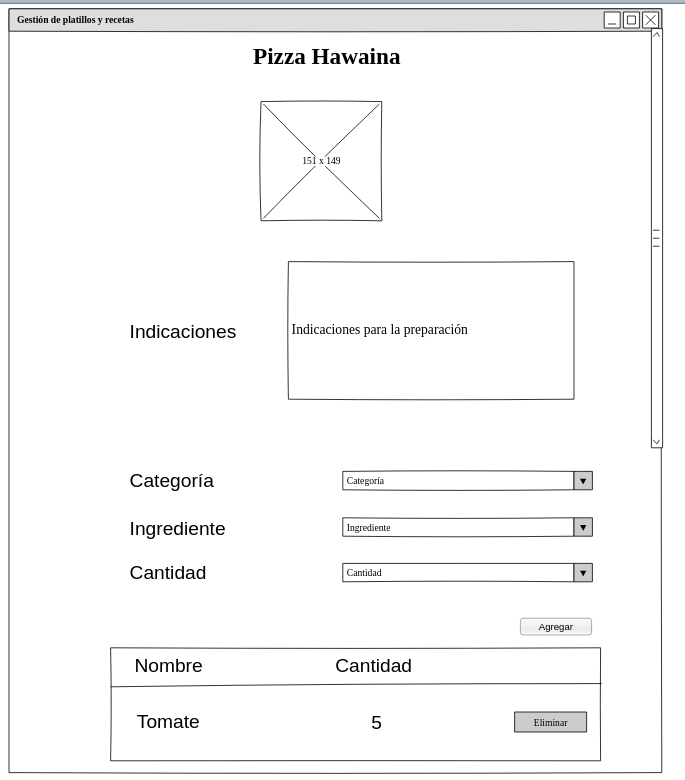 Gestión de platillos y recetas
Pizza Hawaina
151 x 149
Indicaciones
Indicaciones para la preparación
Categoría
Categoría
Ingrediente
Ingrediente
Cantidad
Cantidad
Agregar
Nombre Cantidad
Tomate 5 Eliminar